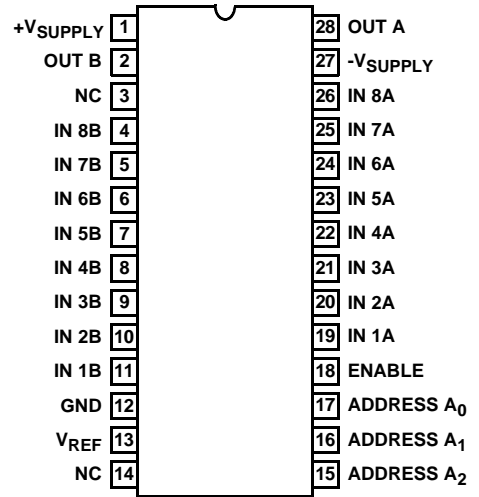 +VSUPPLY 1 28 OUT A
OUT B 2 27 -VSUPPLY
NC 3 26 IN 8A
IN 8B 4 25 IN 7A
IN 7B 5 24 IN 6A
IN 6B 6 23 IN 5A
IN 5B 7 22 IN 4A
IN 4B 8 21 IN 3A
IN 3B 9 20 IN 2A
IN 2B 10 19 IN 1A
IN 1B 11 18 ENABLE
GND 12 17 ADDRESS A0
VREF 13 16 ADDRESS A1
NC 14 15 ADDRESS A2